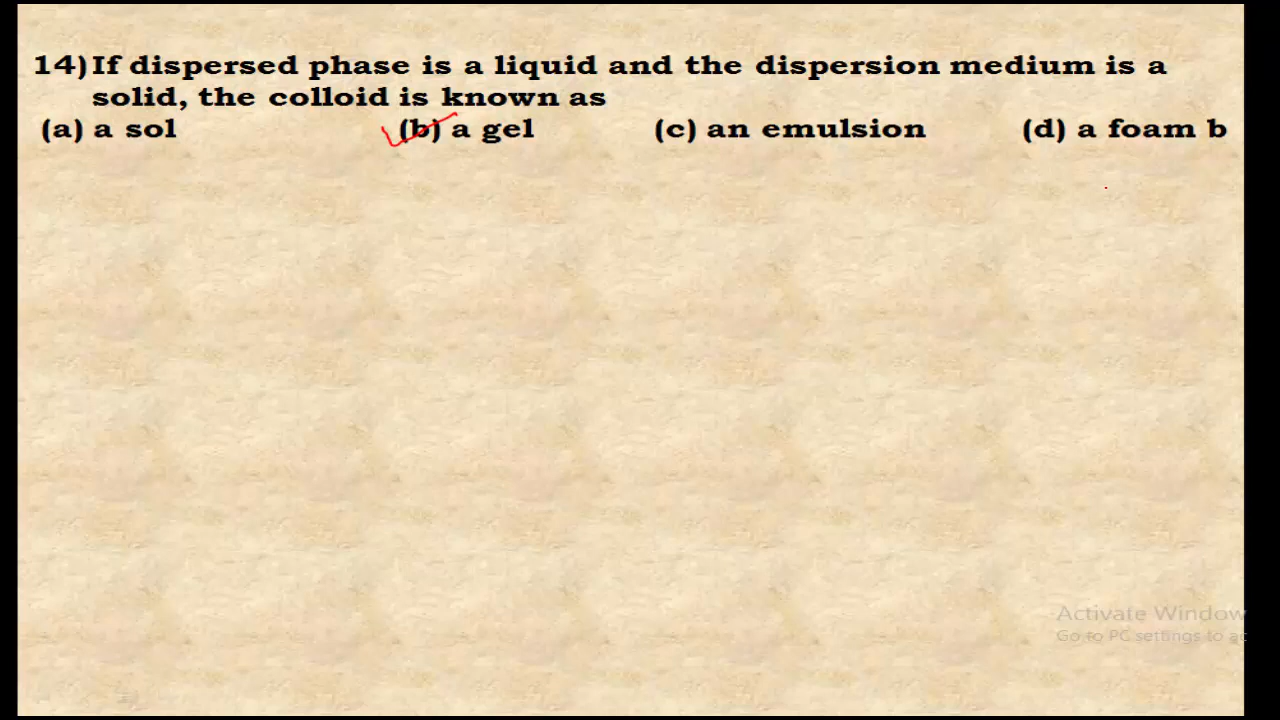 14) If dispersed phase is a liquid and the dispersion medium is a
solid, the colloid is known as
(a) a sol (b) a gel (c) an emulsion (d) a foam b
Activate Window
Go to PC settings to ac